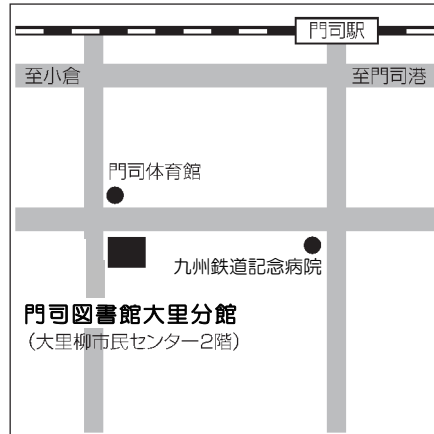 門司駅
至小倉
至門司港
門司体育館
九州鉄道記念病院
門司図書館大里分館
（大里柳市民センター2階）